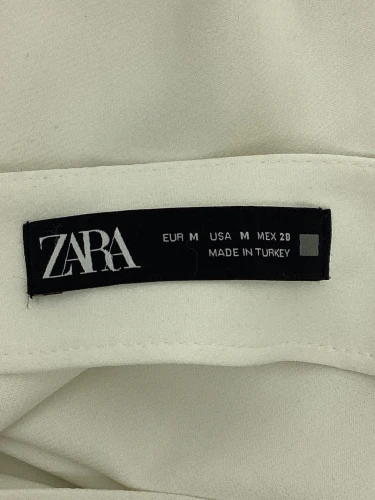 ZARA
EUR M USA M MEX 28
MADE IN TURKEY